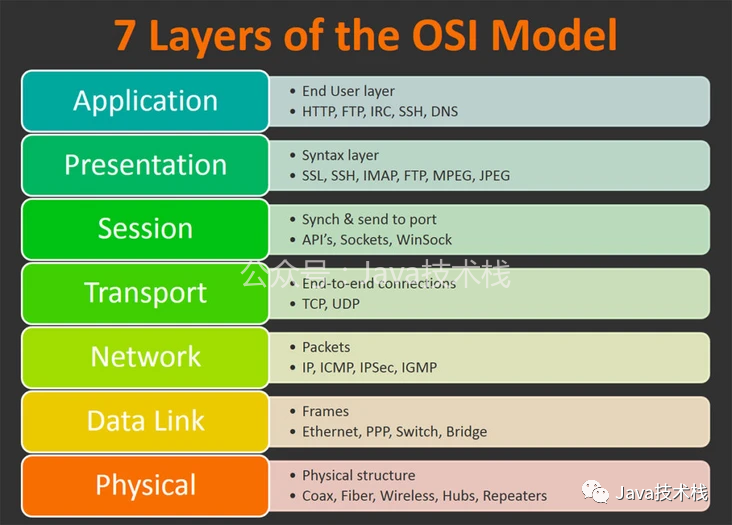 7 Layers of the OSI Model
Application
• End User layer
• HTTP, FTP, IRC, SSH, DNS
Presentation
• Syntax layer
• SSL, SSH, IMAP, FTP, MPEG, JPEG
Session
• Synch & send to port
• API's, Sockets, WinSock
公众号：Java技术栈
Transport
• End-to-end connections
• TCP, UDP
Network
• Packets
• IP, ICMP, IPSec, IGMP
Data Link
• Frames
• Ethernet, PPP, Switch, Bridge
Physical
• Physical structure
• Coax, Fiber, Wireless, Hubs, Repeaters
Java技术栈